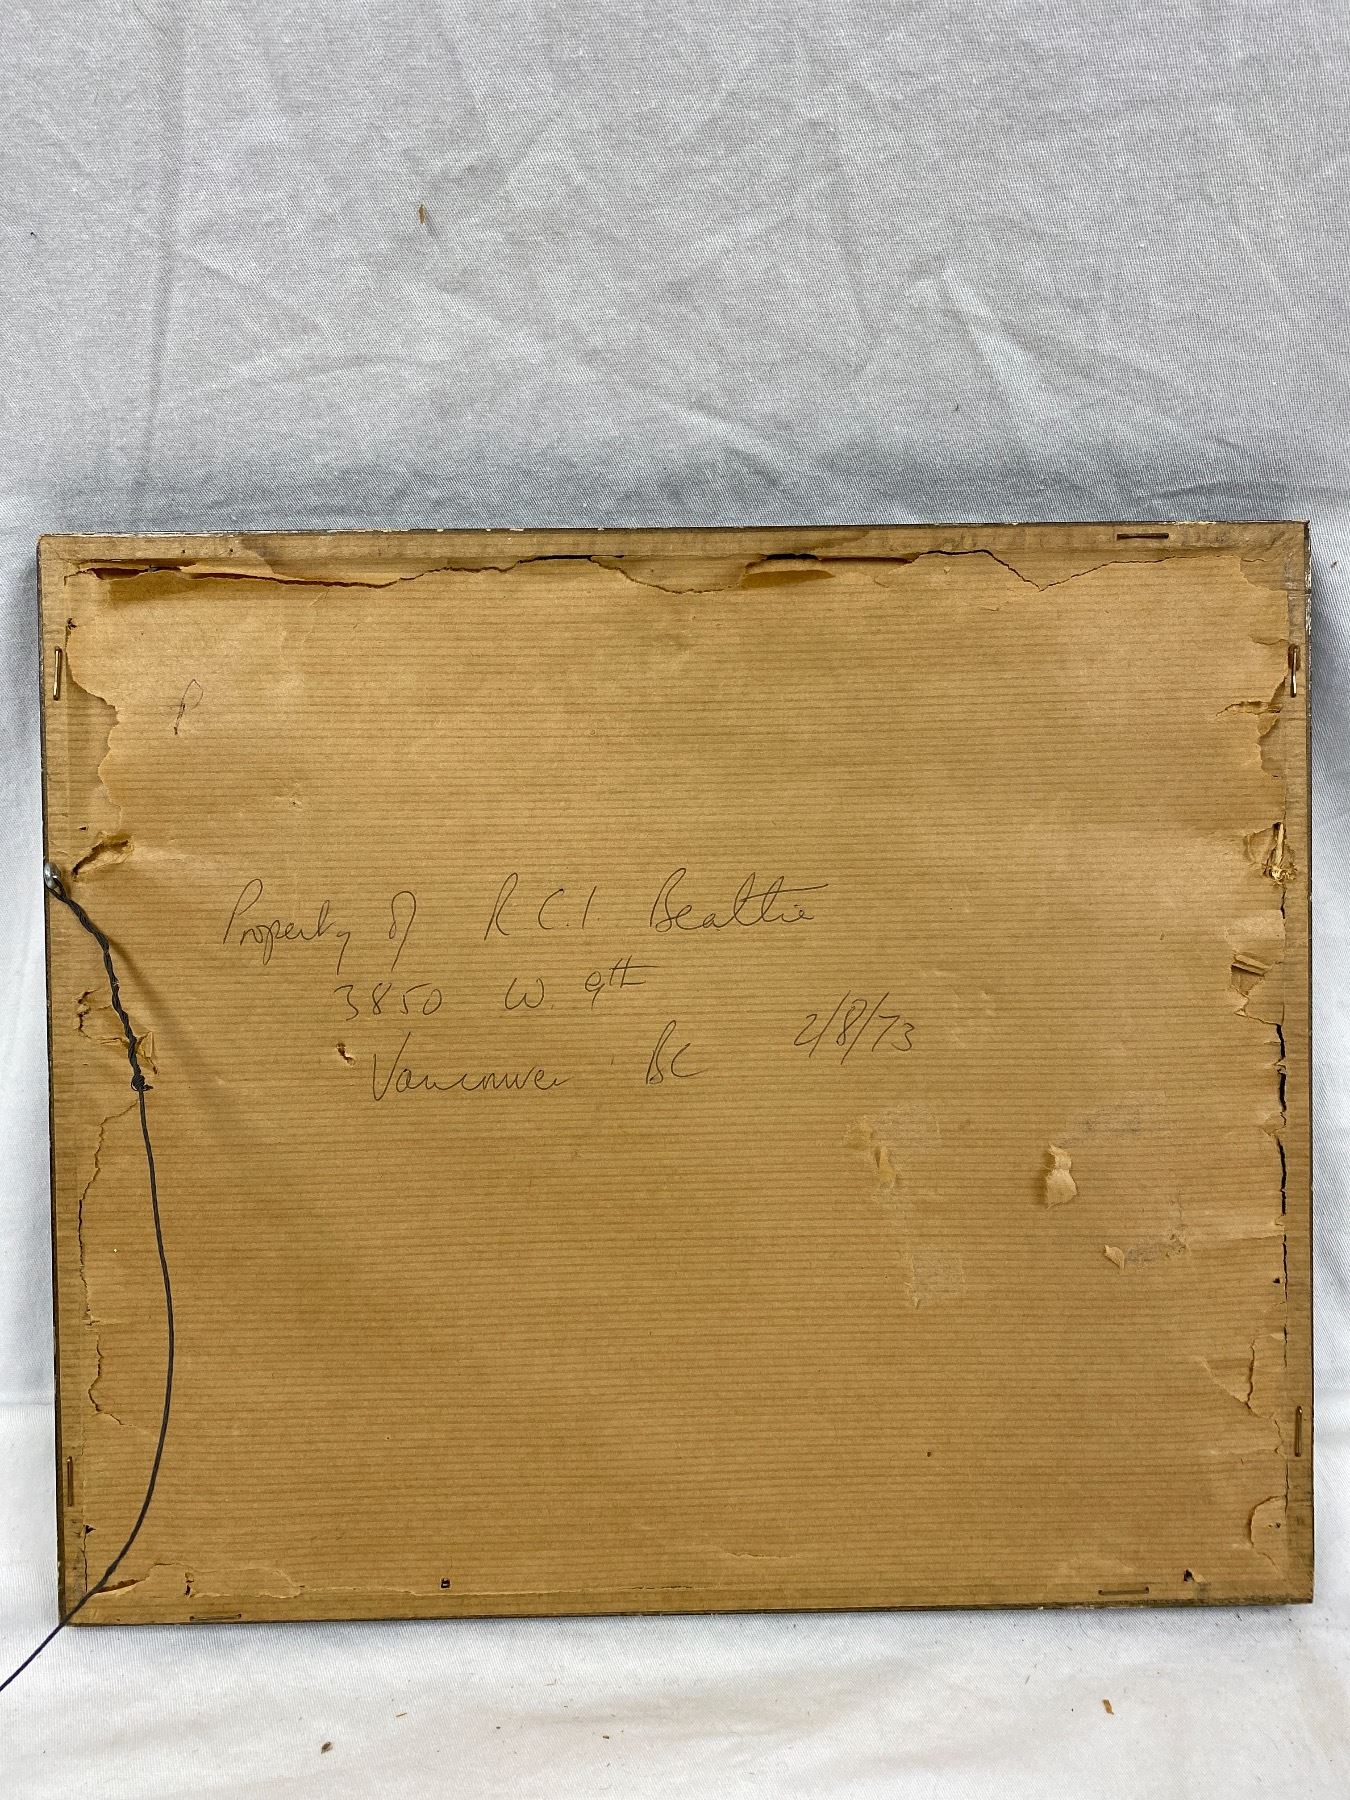 P
Property of R C. I. Beattie
3850 W. 9th
Vancouver BC 2/8/73